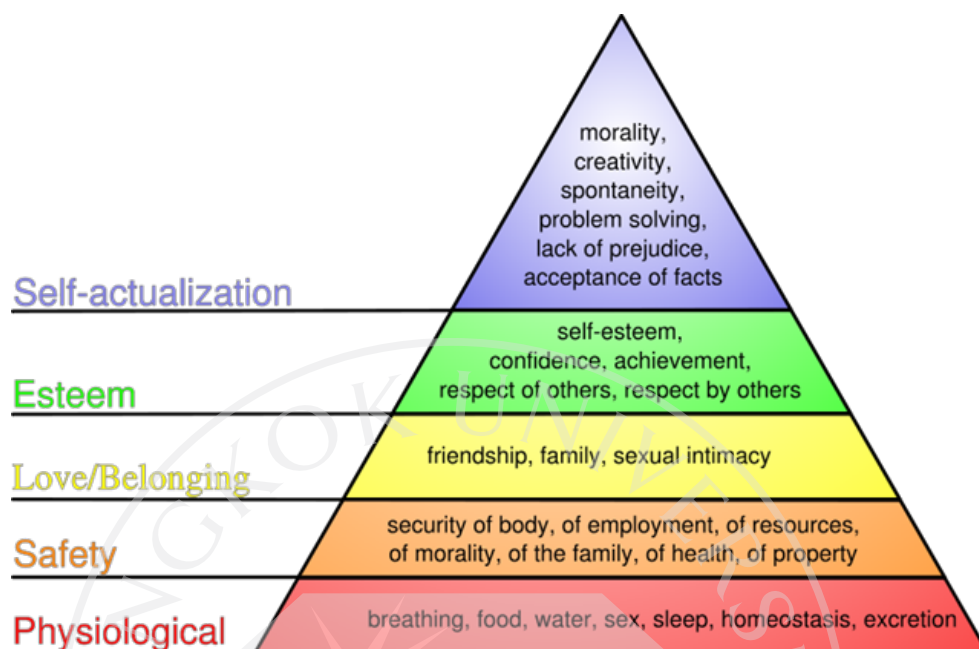 morality,
creativity,
spontaneity,
problem solving,
lack of prejudice,
acceptance of facts
Self-actualization
self-esteem,
confidence, achievement,
respect of others, respect by others
Esteem
friendship, family, sexual intimacy
Love/Belonging
security of body, of employment, of resources,
of morality, of the family, of health, of property
Safety
breathing, food, water, sex, sleep, homeostasis, excretion
Physiological
NGKOK UNIVERS